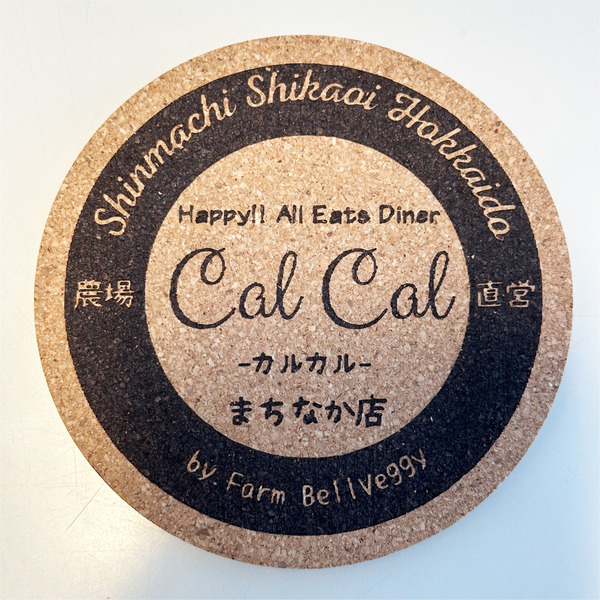 Shinmachi Shikaoi Hokkaido
Happy!! All Eats Diner
Cal Cal
農場
直営
-カルカル-
まちなか店
by. Farm BellVeggy